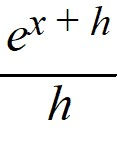 e^{x + h}
h